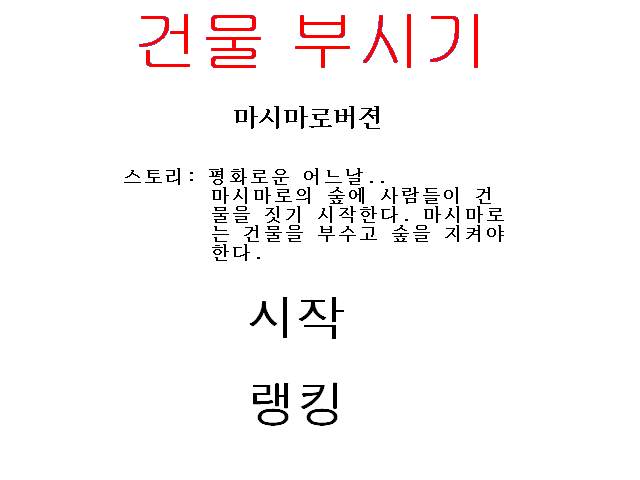 건물 부시기
마시마로버젼
스토리: 평화로운 어느날..
마시마로의 숲에 사람들이 건
물을 짓기 시작한다. 마시마로
는 건물을 부수고 숲을 지켜야
한다.
시작
랭킹